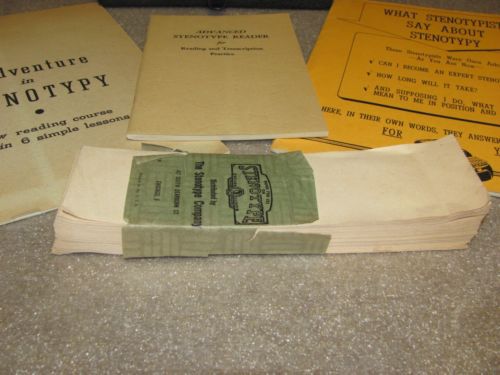 dventure
in
ENOTYPY
w reading course
in 6 simple lessons
ADVANCED
STENOTYPE READER
for
Reading and Transcription
Practice
WHAT STENOTYPIST
SAY ABOUT
STENOTYPY
These Stenotypists Were Once
As You Are Now
CAN I BECOME AN EXPERT STENO
HOW LONG WILL IT TAKE?
AND SUPPOSING I DO, WHAT
MEAN TO ME IN POSITION AND
HERE, IN THEIR OWN WORDS, THEY ANSWER
FOR
STENOTYPE
Distributed by
The Stenotype Company
CHICAGO